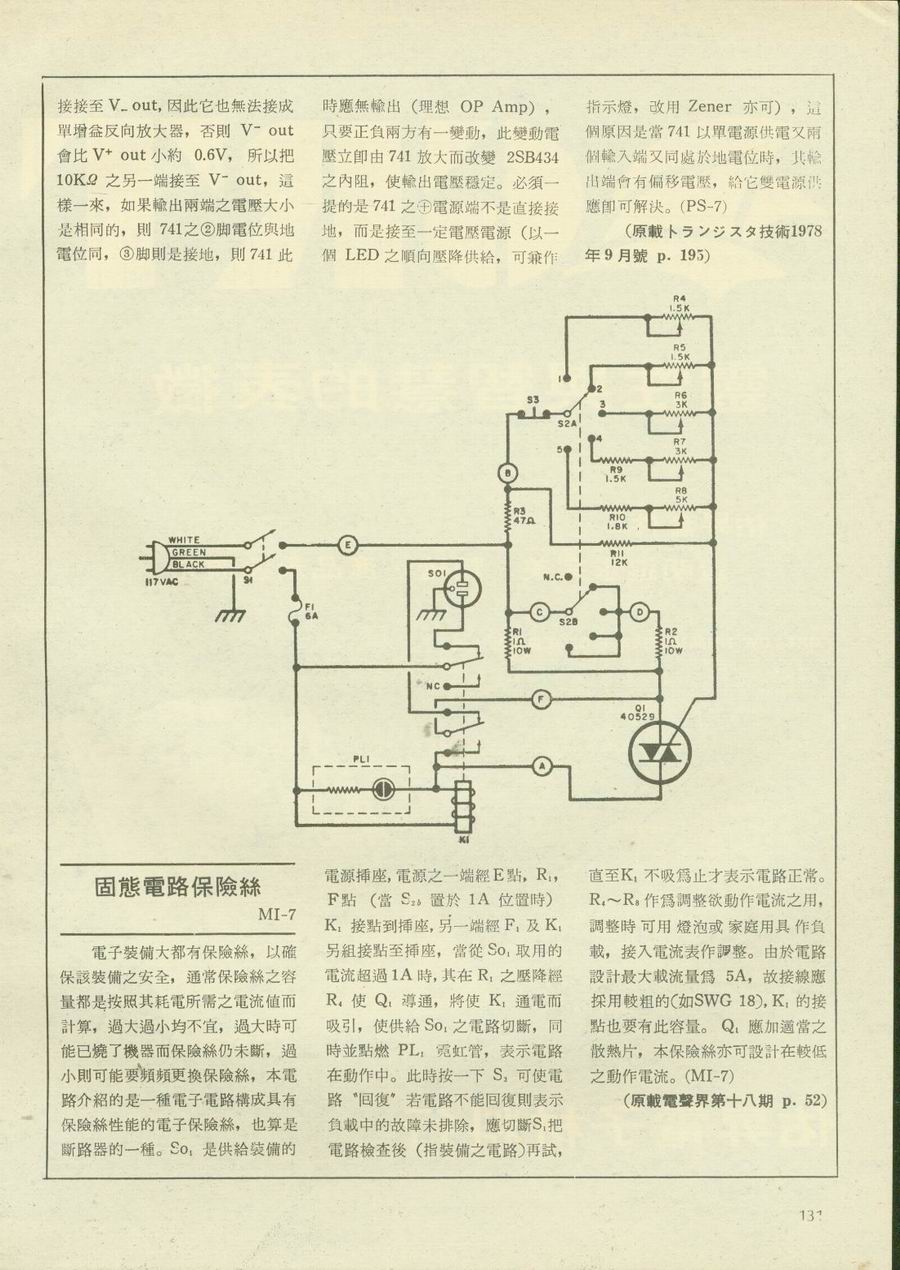 接接至 V_ out, 因此它也無法接成
單增益反向放大器，否則 V⁻ out
會比 V⁺ out 小約 0.6V， 所以把
10KΩ 之另一端接至 V⁻ out，這
樣一來，如果輸出兩端之電壓大小
是相同的，則 741之②脚電位與地
電位同，③脚則是接地，則 741 此
時應無輸出（理想 OP Amp），
只要正負兩方有一變動，此變動電
壓立卽由 741 放大而改變 2SB434
之內阻，使輸出電壓穩定。必須一
提的是 741 之㊉電源端不是直接接
地，而是接至一定電壓電源（以一
個 LED 之順向壓降供給，可兼作
指示燈，改用 Zener 亦可），這
個原因是當 741 以單電源供電又兩
個輸入端又同處於地電位時，其輸
出端會有偏移電壓，給它雙電源供
應卽可解決。(PS-7)
（原載トランジスタ技術1978
年 9 月號 p. 195）
R4
1.5K
R5
1.5K
1
2
R6
3K
S3
3
S2A
R7
3K
4
5
R9
1.5K
R8
5K
B
R3
47Ω
R10
1.8K
R11
12K
WHITE
GREEN
BLACK
117VAC
S1
E
SO1
N.C.
F1
6A
C
S2B
D
R1
1Ω
10W
R2
1Ω
10W
NC
F
Q1
40529
PL1
A
K1
固態電路保險絲
MI-7
電子裝備大都有保險絲，以確
保該裝備之安全，通常保險絲之容
量都是按照其耗電所需之電流値而
計算，過大過小均不宜，過大時可
能已燒了機器而保險絲仍未斷，過
小則可能要頻頻更換保險絲，本電
路介紹的是一種電子電路構成具有
保險絲性能的電子保險絲，也算是
斷路器的一種。So₁ 是供給裝備的
電源揷座, 電源之一端經 E 點，R₁，
F 點 （當 S₂ᵦ 置於 1A 位置時）
K₁ 接點到揷座, 另一端經 F₁ 及 K₁
另組接點至揷座，當從 So₁ 取用的
電流超過 1A 時, 其在 R₁ 之壓降經
R₄ 使 Q₁ 導通，將使 K₁ 通電而
吸引，使供給 So₁ 之電路切斷，同
時並點燃 PL₁ 霓虹管，表示電路
在動作中。此時按一下 S₃ 可使電
路〝回復〞若電路不能回復則表示
負載中的故障未排除，應切斷S₁把
電路檢查後（指裝備之電路)再試，
直至K₁ 不吸爲止才表示電路正常。
R₄～R₈ 作爲調整欲動作電流之用，
調整時 可用 燈泡或 家庭用具 作負
載，接入電流表作調整。由於電路
設計最大載流量爲 5A，故接線應
採用較粗的(如SWG 18), K₁ 的接
點也要有此容量。 Q₁ 應加適當之
散熱片，本保險絲亦可設計在較低
之動作電流。(MI-7)
（原載電聲界第十八期 p. 52）